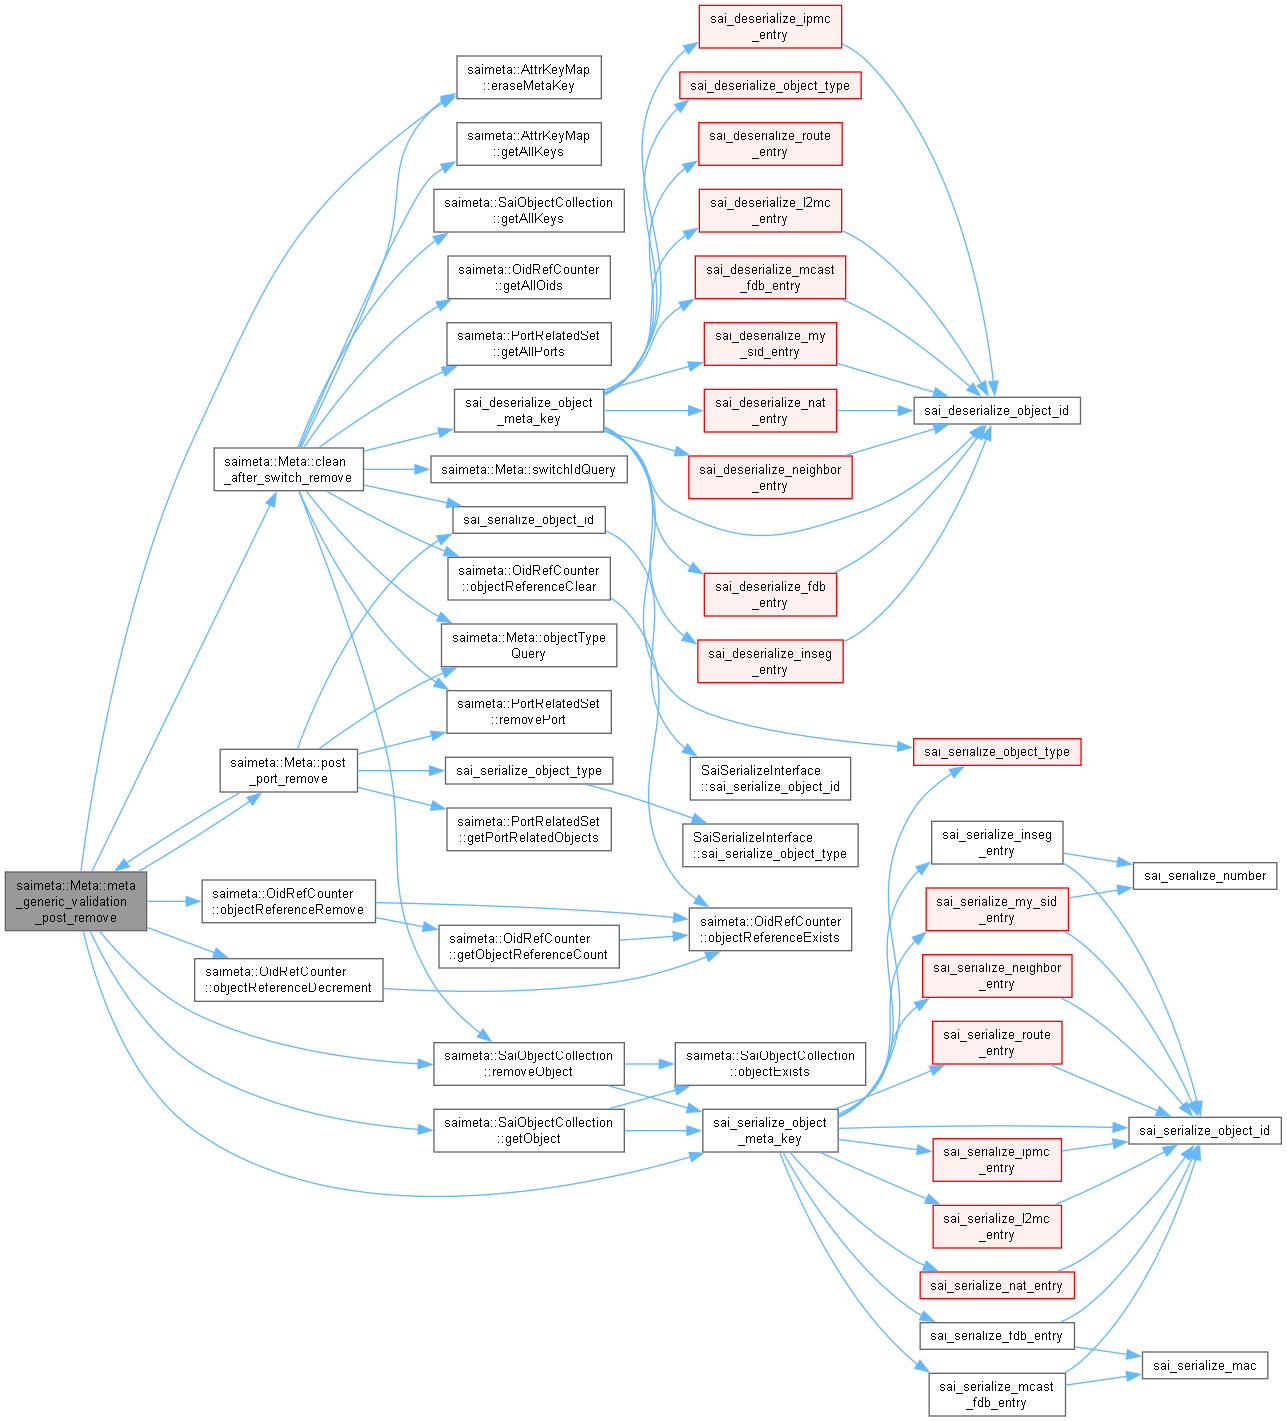 saimeta::Meta::meta
_generic_validation
_post_remove
saimeta::Meta::clean
_after_switch_remove
saimeta::Meta::post
_port_remove
saimeta::OidRefCounter
::objectReferenceRemove
saimeta::OidRefCounter
::objectReferenceDecrement
saimeta::AttrKeyMap
::eraseMetaKey
saimeta::AttrKeyMap
::getAllKeys
saimeta::SaiObjectCollection
::getAllKeys
saimeta::OidRefCounter
::getAllOids
saimeta::PortRelatedSet
::getAllPorts
sai_deserialize_object
_meta_key
saimeta::Meta::switchIdQuery
sai_serialize_object_id
saimeta::OidRefCounter
::objectReferenceClear
saimeta::Meta::objectType
Query
saimeta::PortRelatedSet
::removePort
sai_serialize_object_type
saimeta::PortRelatedSet
::getPortRelatedObjects
saimeta::OidRefCounter
::getObjectReferenceCount
saimeta::SaiObjectCollection
::removeObject
saimeta::SaiObjectCollection
::getObject
sai_deserialize_ipmc
_entry
sai_deserialize_object_type
sai_deserialize_route
_entry
sai_deserialize_l2mc
_entry
sai_deserialize_mcast
_fdb_entry
sai_deserialize_my
_sid_entry
sai_deserialize_nat
_entry
sai_deserialize_neighbor
_entry
sai_deserialize_fdb
_entry
sai_deserialize_inseg
_entry
SaiSerializeInterface
::sai_serialize_object_id
SaiSerializeInterface
::sai_serialize_object_type
saimeta::OidRefCounter
::objectReferenceExists
saimeta::SaiObjectCollection
::objectExists
sai_serialize_object
_meta_key
sai_deserialize_object_id
sai_serialize_object_type
sai_serialize_inseg
_entry
sai_serialize_my_sid
_entry
sai_serialize_neighbor
_entry
sai_serialize_route
_entry
sai_serialize_ipmc
_entry
sai_serialize_l2mc
_entry
sai_serialize_nat_entry
sai_serialize_fdb_entry
sai_serialize_mcast
_fdb_entry
sai_serialize_number
sai_serialize_object_id
sai_serialize_mac